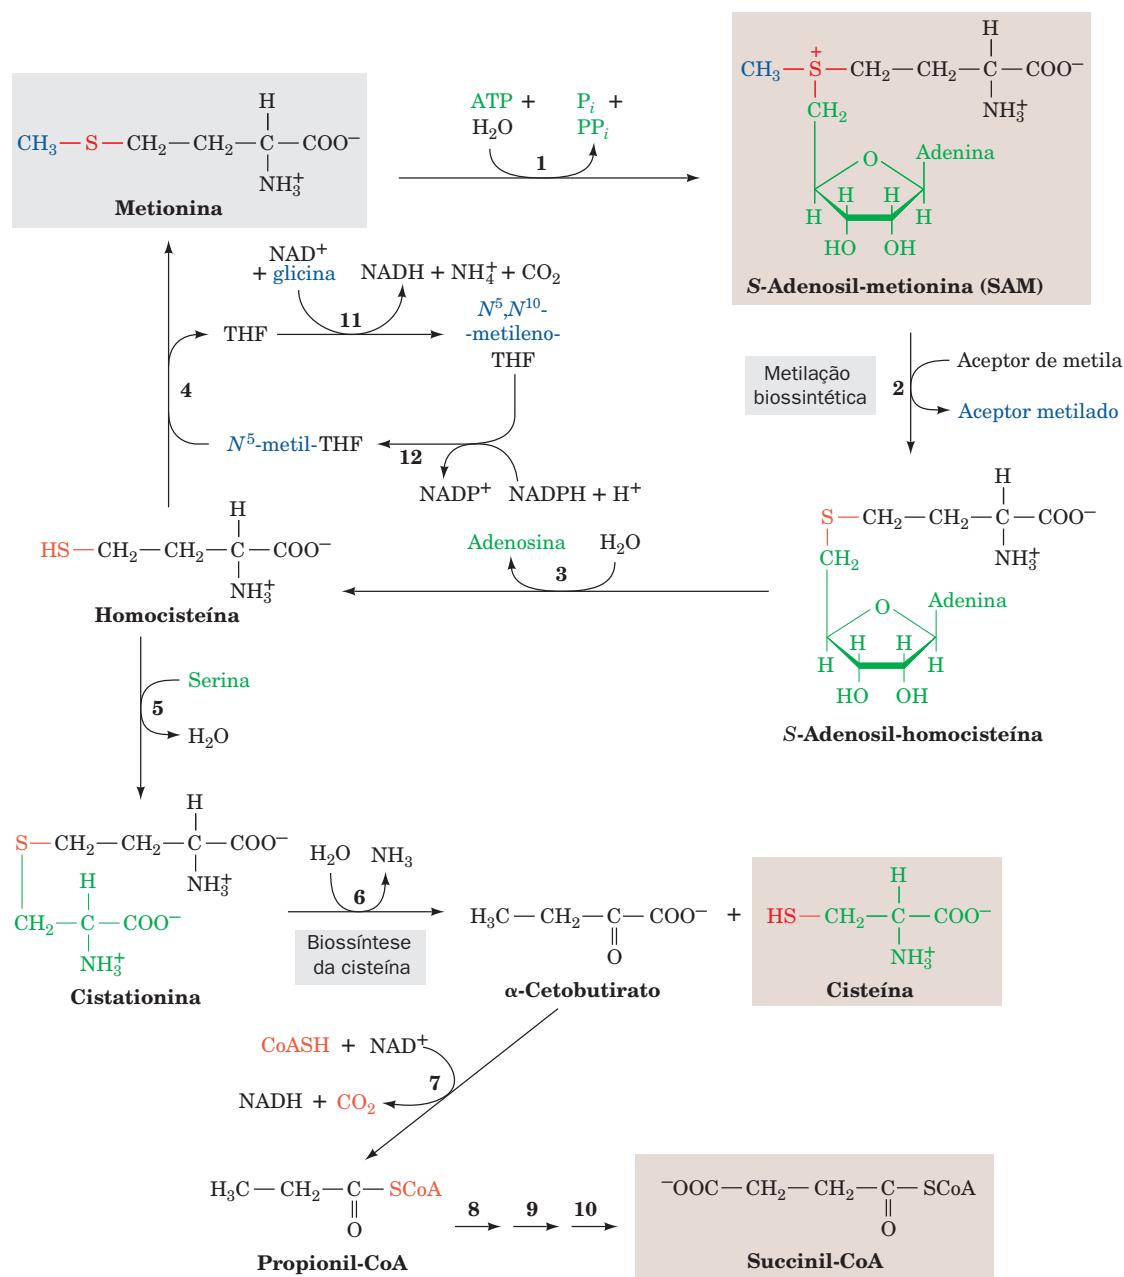 CH₃—S—CH₂—CH₂—C—COO⁻
H
NH₃⁺
Metionina
ATP +
H₂O
Pᵢ +
PPᵢ
1
H
CH₃—S⁺—CH₂—CH₂—C—COO⁻
NH₃⁺
CH₂
O
Adenina
H H H H
HO OH
S-Adenosil-metionina (SAM)
NAD⁺
+ glicina
NADH + NH₄⁺ + CO₂
11
THF
N⁵,N¹⁰-
-metileno-
THF
4
N⁵-metil-THF
12
NADP⁺
NADPH + H⁺
Metilação
biossintética
2
Aceptor de metila
Aceptor metilado
H
S—CH₂—CH₂—C—COO⁻
NH₃⁺
CH₂
O
Adenina
H H H H
HO OH
S-Adenosil-homocisteína
Adenosina
H₂O
3
H
HS—CH₂—CH₂—C—COO⁻
NH₃⁺
Homocisteína
Serina
5
H₂O
H
S—CH₂—CH₂—C—COO⁻
NH₃⁺
H
CH₂—C—COO⁻
NH₃⁺
Cistationina
H₂O
NH₃
6
Biossíntese
da cisteína
H₃C—CH₂—C—COO⁻
O
α-Cetobutirato
+
H
HS—CH₂—C—COO⁻
NH₃⁺
Cisteína
CoASH + NAD⁺
7
NADH + CO₂
H₃C—CH₂—C—SCoA
O
Propionil-CoA
8 9 10
⁻OOC—CH₂—CH₂—C—SCoA
O
Succinil-CoA